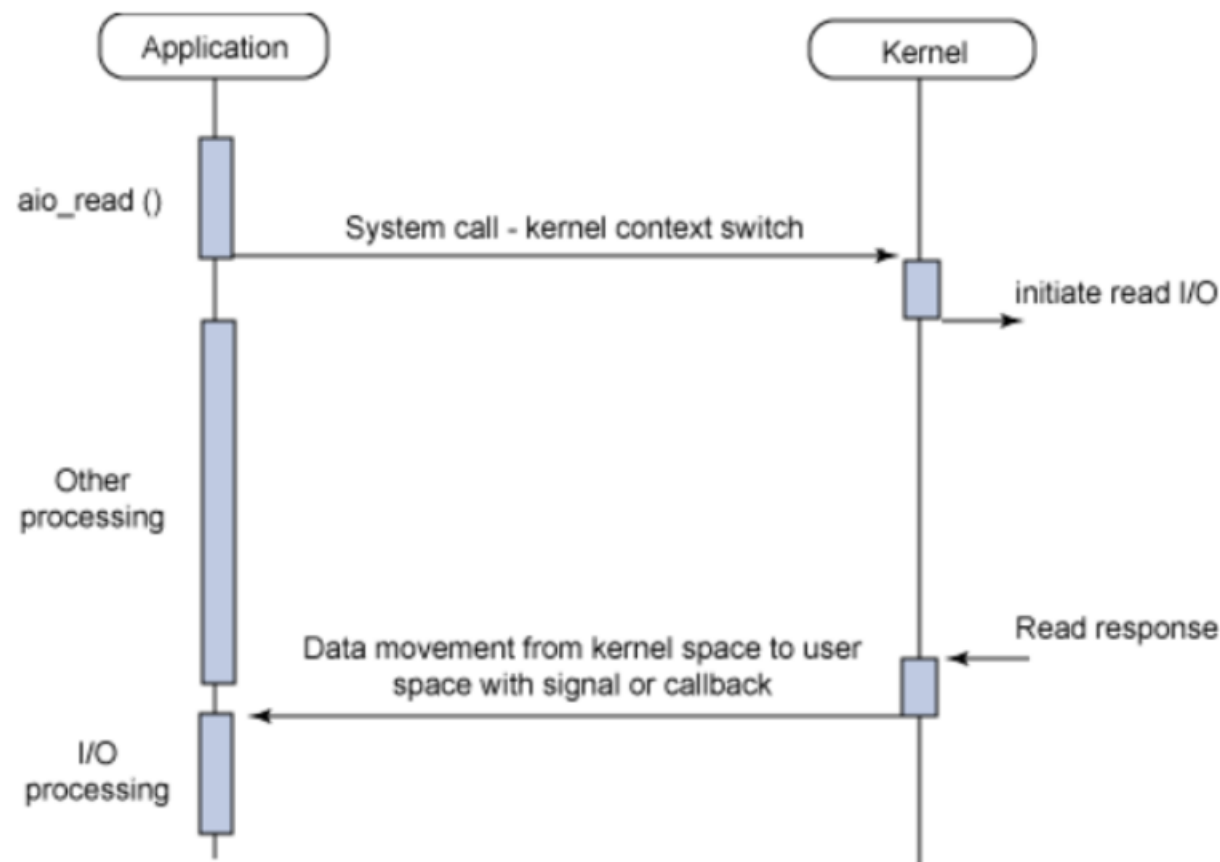 Application
Kernel
aio_read ()
System call - kernel context switch
initiate read I/O
Other
processing
Read response
Data movement from kernel space to user
space with signal or callback
I/O
processing